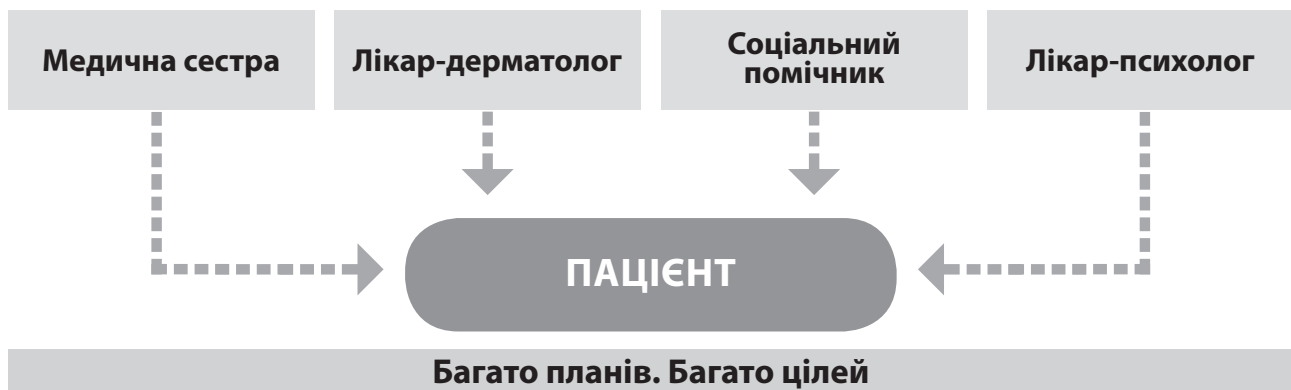 Медична сестра
Лікар-дерматолог
Соціальний
помічник
Лікар-психолог
ПАЦІЄНТ
Багато планів. Багато цілей